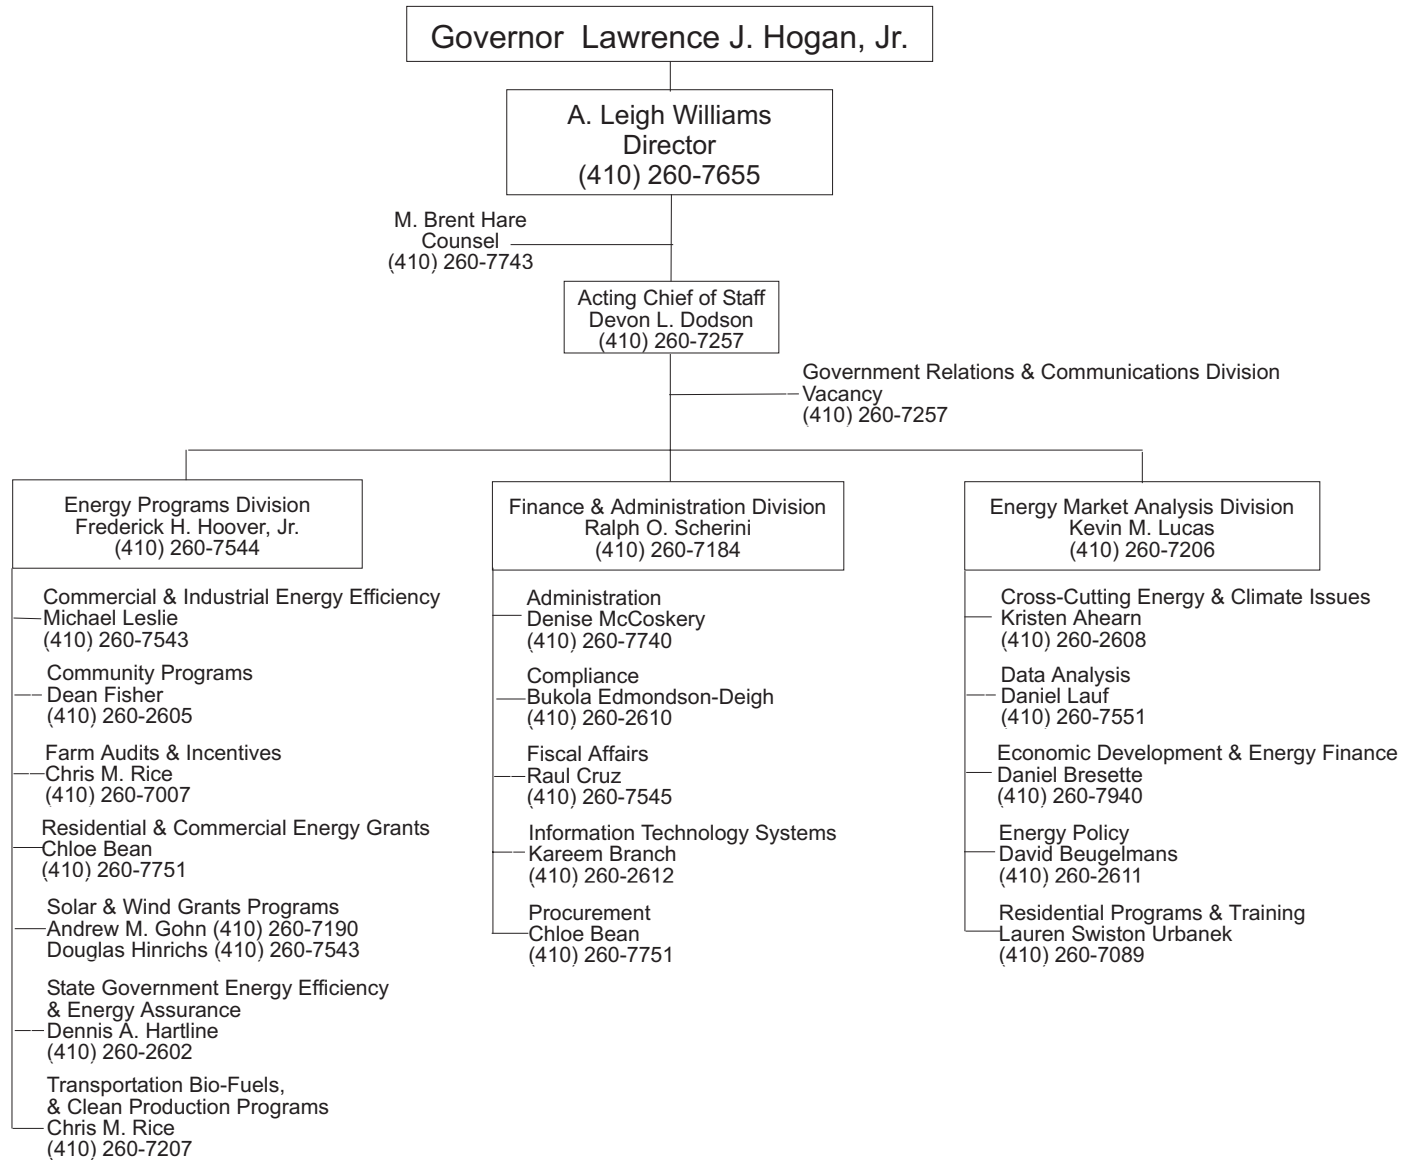 Governor  Lawrence J. Hogan, Jr.
A. Leigh Williams
Director
(410) 260-7655
M. Brent Hare
Counsel
(410) 260-7743
Acting Chief of Staff
Devon L. Dodson
(410) 260-7257
Government Relations & Communications Division
Vacancy
(410) 260-7257
Energy Programs Division
Frederick H. Hoover, Jr.
(410) 260-7544
Commercial & Industrial Energy Efficiency
Michael Leslie
(410) 260-7543
Community Programs
Dean Fisher
(410) 260-2605
Farm Audits & Incentives
Chris M. Rice
(410) 260-7007
Residential & Commercial Energy Grants
Chloe Bean
(410) 260-7751
Solar & Wind Grants Programs
Andrew M. Gohn (410) 260-7190
Douglas Hinrichs (410) 260-7543
State Government Energy Efficiency
& Energy Assurance
Dennis A. Hartline
(410) 260-2602
Transportation Bio-Fuels,
& Clean Production Programs
Chris M. Rice
(410) 260-7207
Finance & Administration Division
Ralph O. Scherini
(410) 260-7184
Administration
Denise McCoskery
(410) 260-7740
Compliance
Bukola Edmondson-Deigh
(410) 260-2610
Fiscal Affairs
Raul Cruz
(410) 260-7545
Information Technology Systems
Kareem Branch
(410) 260-2612
Procurement
Chloe Bean
(410) 260-7751
Energy Market Analysis Division
Kevin M. Lucas
(410) 260-7206
Cross-Cutting Energy & Climate Issues
Kristen Ahearn
(410) 260-2608
Data Analysis
Daniel Lauf
(410) 260-7551
Economic Development & Energy Finance
Daniel Bresette
(410) 260-7940
Energy Policy
David Beugelmans
(410) 260-2611
Residential Programs & Training
Lauren Swiston Urbanek
(410) 260-7089